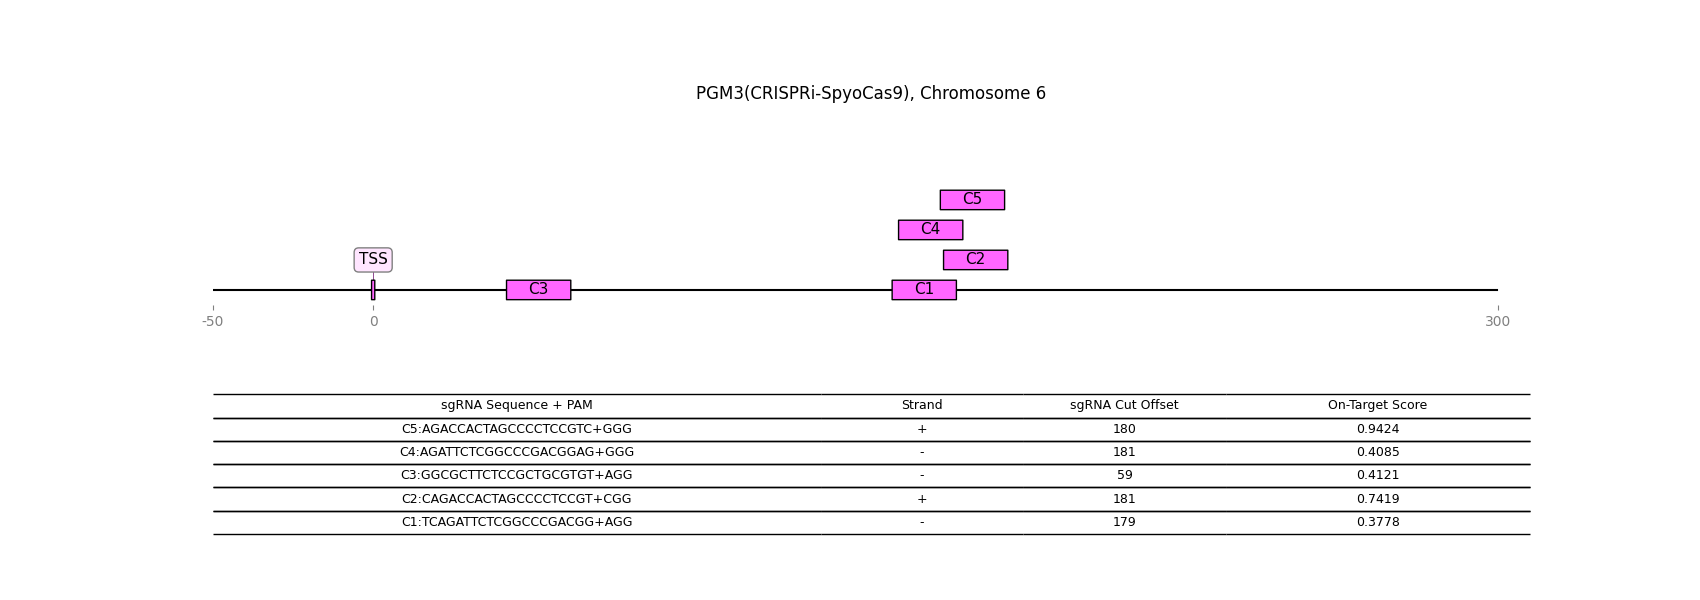 PGM3(CRISPRi-SpyoCas9), Chromosome 6
C5
C4
TSS
C2
C3
C1
-50
0
300
sgRNA Sequence + PAM Strand sgRNA Cut Offset On-Target Score
C5:AGACCACTAGCCCCTCCGTC+GGG + 180 0.9424
C4:AGATTCTCGGCCCGACGGAG+GGG - 181 0.4085
C3:GGCGCTTCTCCGCTGCGTGT+AGG - 59 0.4121
C2:CAGACCACTAGCCCCTCCGT+CGG + 181 0.7419
C1:TCAGATTCTCGGCCCGACGG+AGG - 179 0.3778